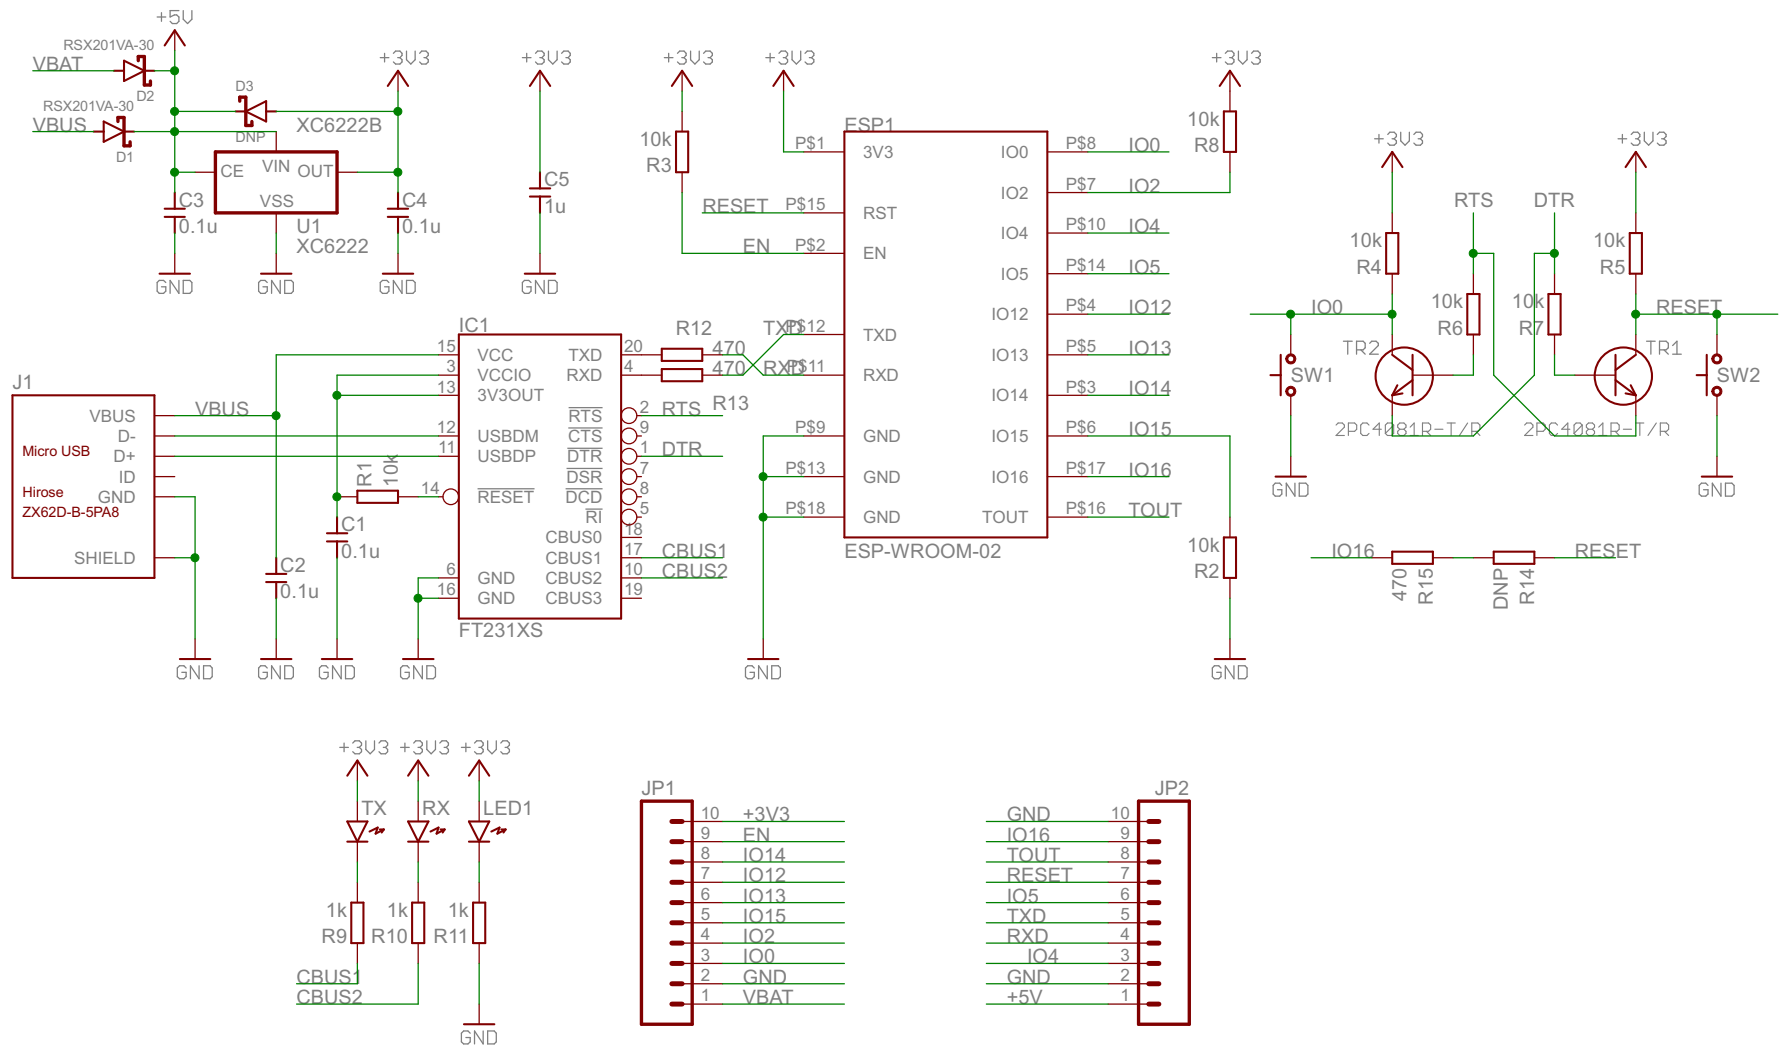 +5V
RSX201VA-30
VBAT
D2
RSX201VA-30
VBUS
D1
D3
DNP
XC6222B
+3V3
CE
VIN
OUT
VSS
U1
XC6222
C3
0.1u
C4
0.1u
GND
GND
GND
+3V3
C5
1u
GND
+3V3
10k
R3
+3V3
RESET
EN
ESP1
P$1
3V3
P$15
RST
P$2
EN
P$12
TXD
P$11
RXD
P$9
GND
P$13
GND
P$18
GND
IO0
P$8
IO0
IO2
P$7
IO2
IO4
P$10
IO4
IO5
P$14
IO5
IO12
P$4
IO12
IO13
P$5
IO13
IO14
P$3
IO14
IO15
P$6
IO15
IO16
P$17
IO16
TOUT
P$16
TOUT
ESP-WROOM-02
GND
+3V3
10k
R8
10k
R2
GND
J1
VBUS
D-
Micro USB
D+
ID
Hirose
GND
ZX62D-B-5PA8
SHIELD
VBUS
GND
C2
0.1u
GND
C1
0.1u
GND
R1
10k
GND
IC1
15
VCC
3
VCCIO
13
3V3OUT
12
USBDM
11
USBDP
14
RESET
6
GND
16
GND
TXD
20
RXD
4
RTS
2
CTS
9
DTR
1
DSR
7
DCD
8
RI
5
CBUS0
18
CBUS1
17
CBUS2
10
CBUS3
19
FT231XS
R12
470
470
R13
TXD
RXD
RTS
DTR
CBUS1
CBUS2
+3V3
10k
R4
RTS
DTR
+3V3
10k
R5
10k
R6
10k
R7
IO0
RESET
TR2
TR1
SW1
SW2
2PC4081R-T/R
2PC4081R-T/R
GND
GND
IO16
470
R15
DNP
R14
RESET
+3V3
+3V3
+3V3
TX
RX
LED1
1k
R9
1k
R10
1k
R11
CBUS1
CBUS2
GND
JP1
10
+3V3
9
EN
8
IO14
7
IO12
6
IO13
5
IO15
4
IO2
3
IO0
2
GND
1
VBAT
JP2
GND
10
IO16
9
TOUT
8
RESET
7
IO5
6
TXD
5
RXD
4
IO4
3
GND
2
+5V
1